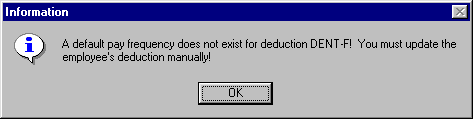 Information
A default pay frequency does not exist for deduction DENT-F!  You must update the
employee's deduction manually!
OK